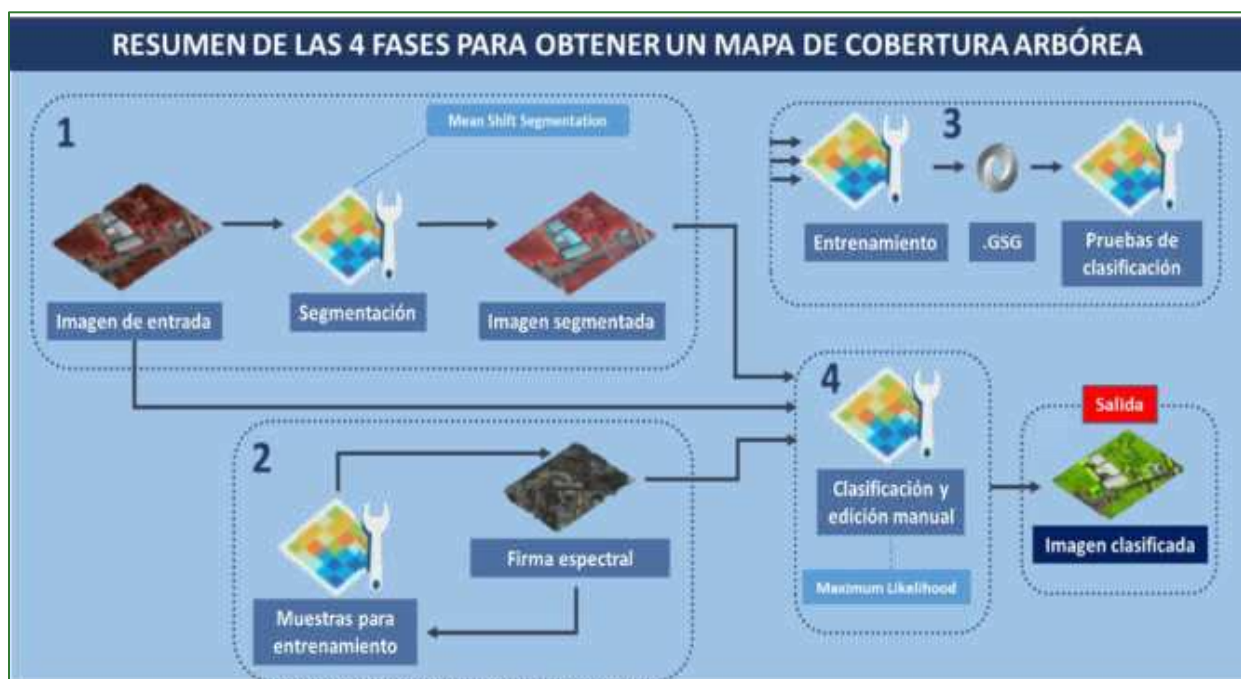 RESUMEN DE LAS 4 FASES PARA OBTENER UN MAPA DE COBERTURA ARBÓREA
1
Mean Shift Segmentation
Imagen de entrada
Segmentación
Imagen segmentada
3
Entrenamiento
.GSG
Pruebas de
clasificación
2
Muestras para
entrenamiento
Firma espectral
4
Clasificación y
edición manual
Maximum Likelihood
Salida
Imagen clasificada